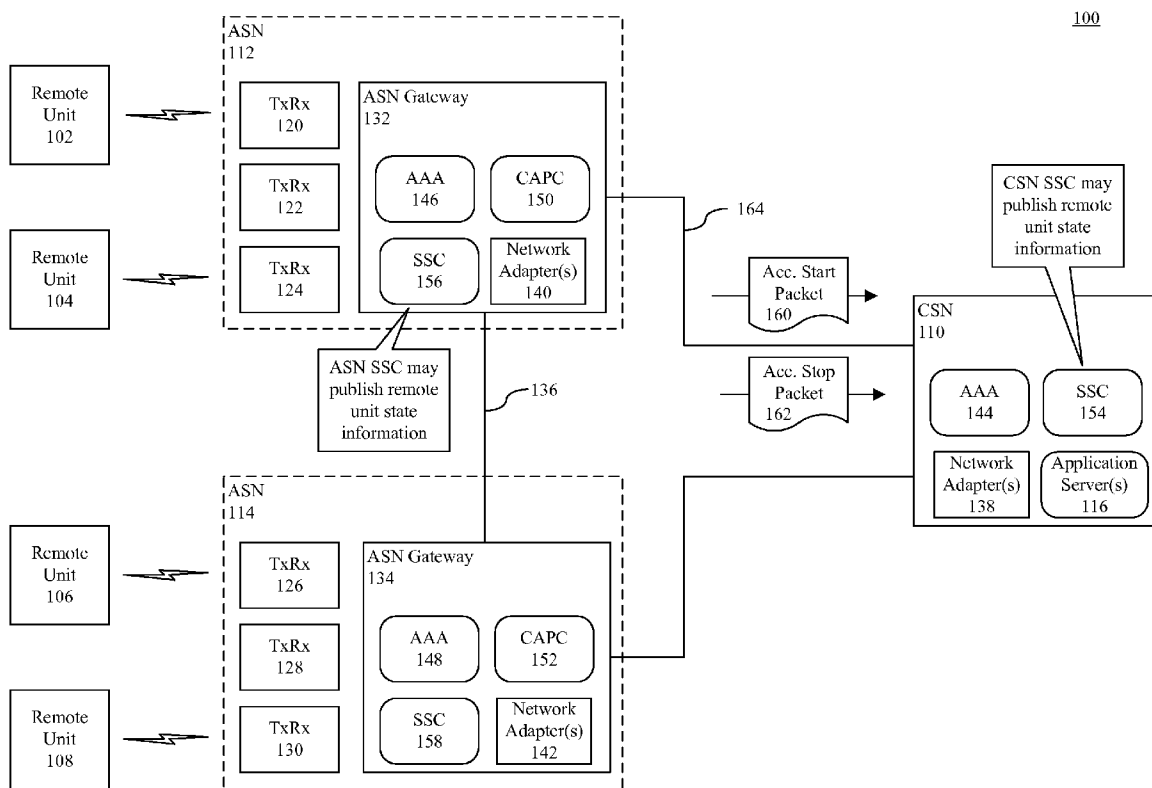 100
ASN
112
Remote
Unit
102
TxRx
120
ASN Gateway
132
TxRx
122
AAA
146
CAPC
150
Remote
Unit
104
TxRx
124
SSC
156
Network
Adapter(s)
140
164
CSN SSC may
publish remote
unit state
information
Acc. Start
Packet
160
ASN SSC may
publish remote
unit state
information
136
Acc. Stop
Packet
162
CSN
110
AAA
144
SSC
154
Network
Adapter(s)
138
Application
Server(s)
116
ASN
114
Remote
Unit
106
TxRx
126
ASN Gateway
134
TxRx
128
AAA
148
CAPC
152
Remote
Unit
108
TxRx
130
SSC
158
Network
Adapter(s)
142